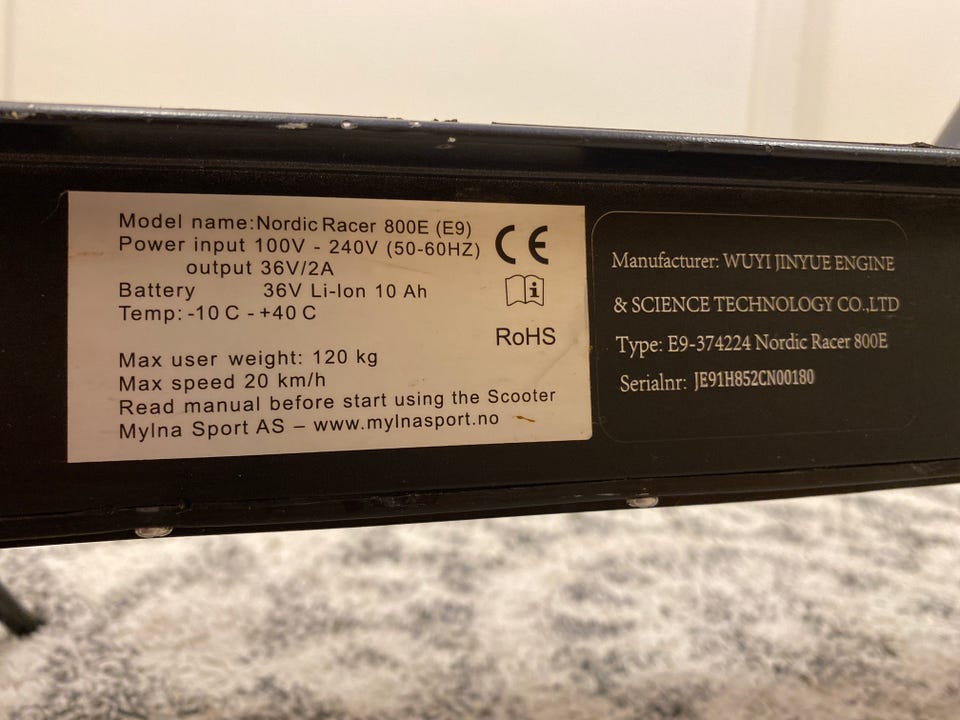 Model name:Nordic Racer 800E (E9)
Power input 100V - 240V (50-60HZ)
output 36V/2A
Battery 36V Li-Ion 10 Ah
Temp: -10 C - +40 C
CE
i
RoHS
Max user weight: 120 kg
Max speed 20 km/h
Read manual before start using the Scooter
Mylna Sport AS – www.mylnasport.no
Manufacturer: WUYI JINYUE ENGINE
& SCIENCE TECHNOLOGY CO.,LTD
Type: E9-374224 Nordic Racer 800E
Serialnr: JE91H852CN00180